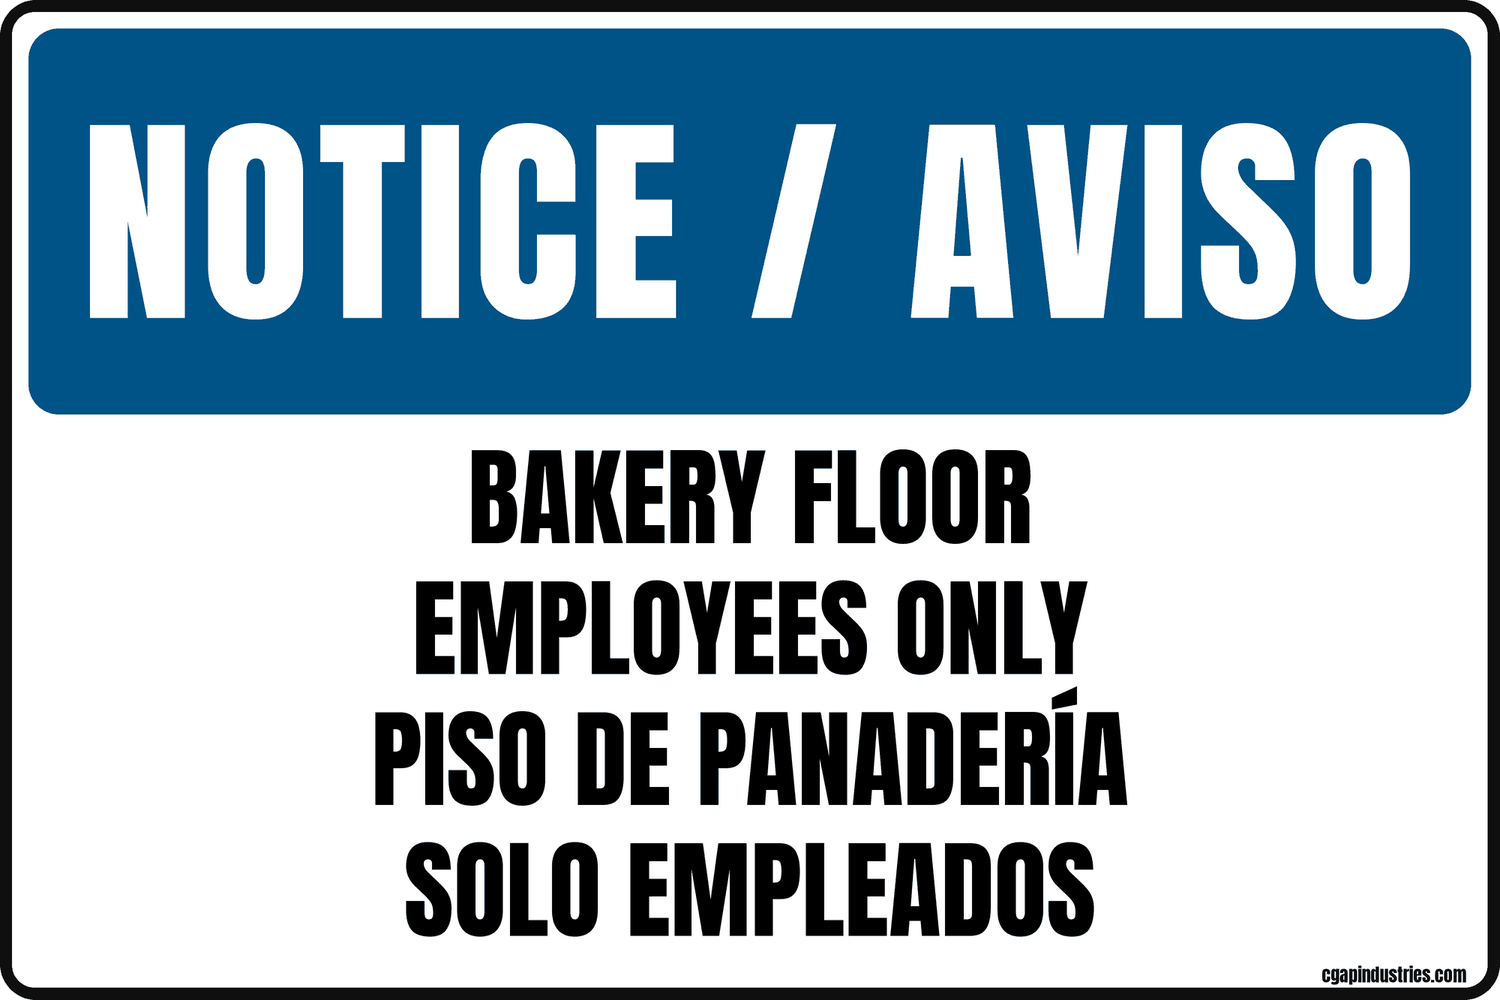 NOTICE / AVISO
BAKERY FLOOR
EMPLOYEES ONLY
PISO DE PANADERÍA
SOLO EMPLEADOS
cgapindustries.com